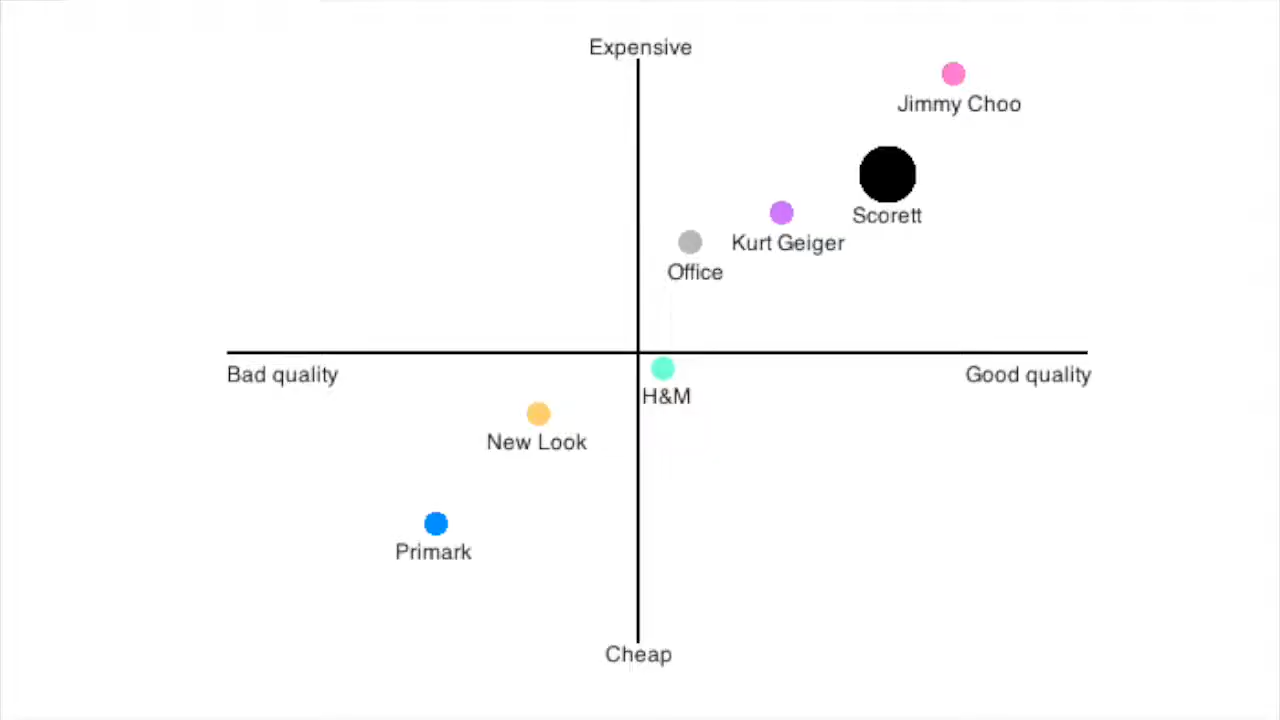 Expensive
Jimmy Choo
Scorett
Kurt Geiger
Office
Bad quality
Good quality
H&M
New Look
Primark
Cheap